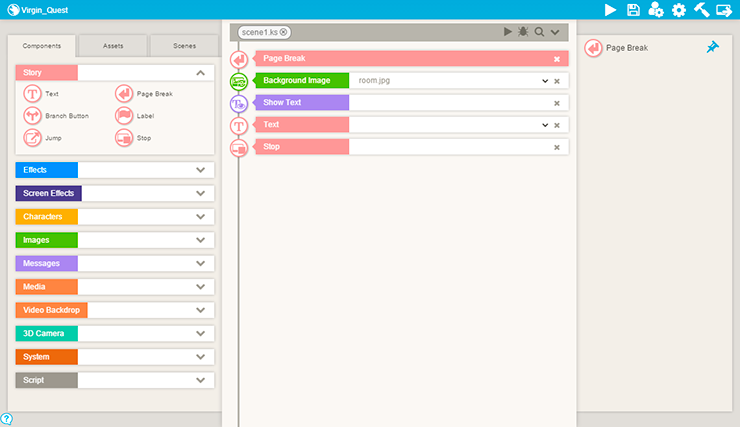 Virgin_Quest
Components Assets Scenes
Story
Text Page Break
Branch Button Label
Jump Stop
Effects
Screen Effects
Characters
Images
Messages
Media
Video Backdrop
3D Camera
System
Script
?
scene1.ks
Page Break
Background Image room.jpg
Show Text
Text
Stop
Page Break